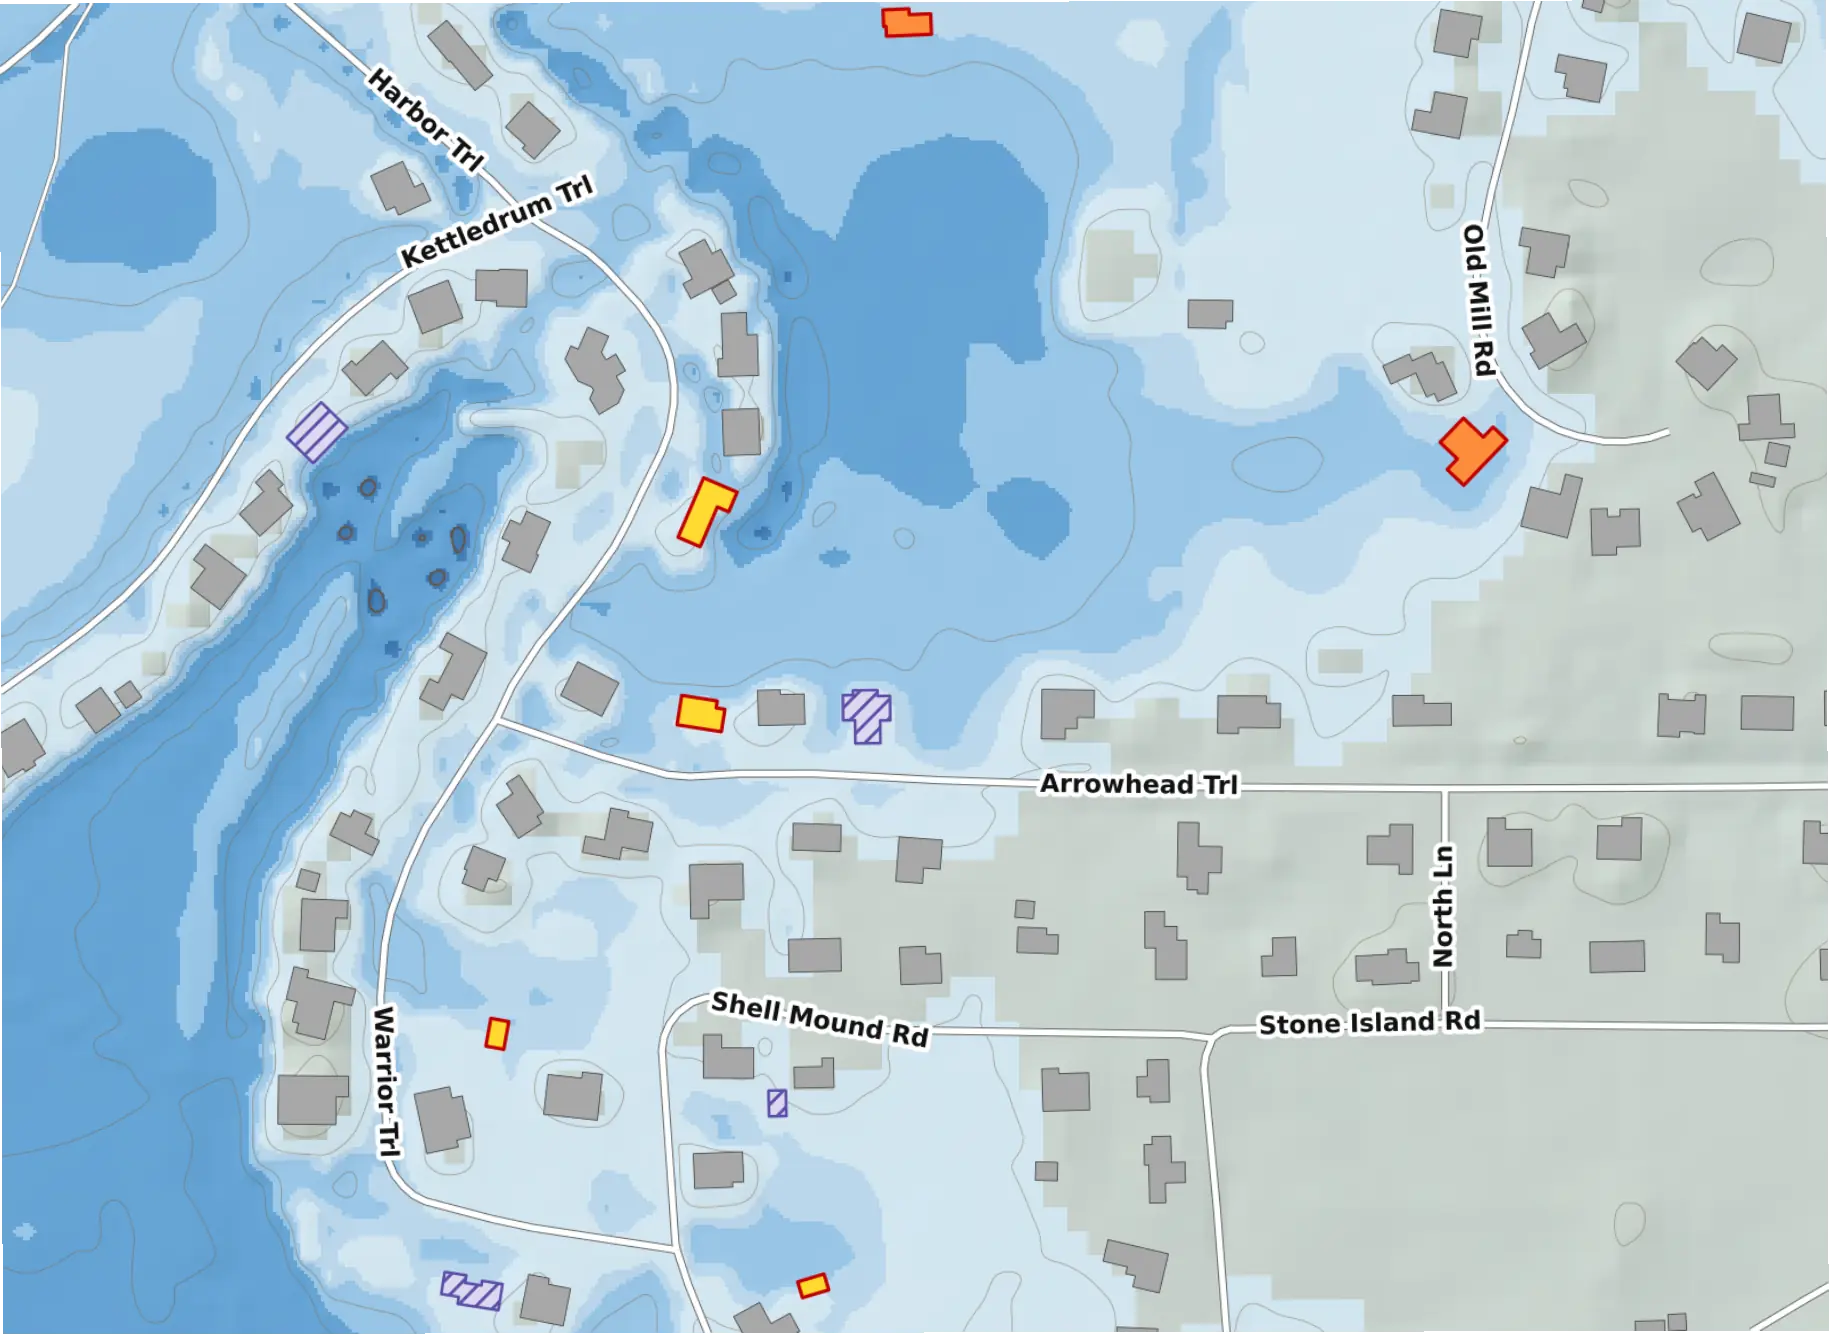 Harbor Trl
Kettledrum Trl
Old Mill Rd
Arrowhead Trl
North Ln
Shell Mound Rd
Stone Island Rd
Warrior Trl